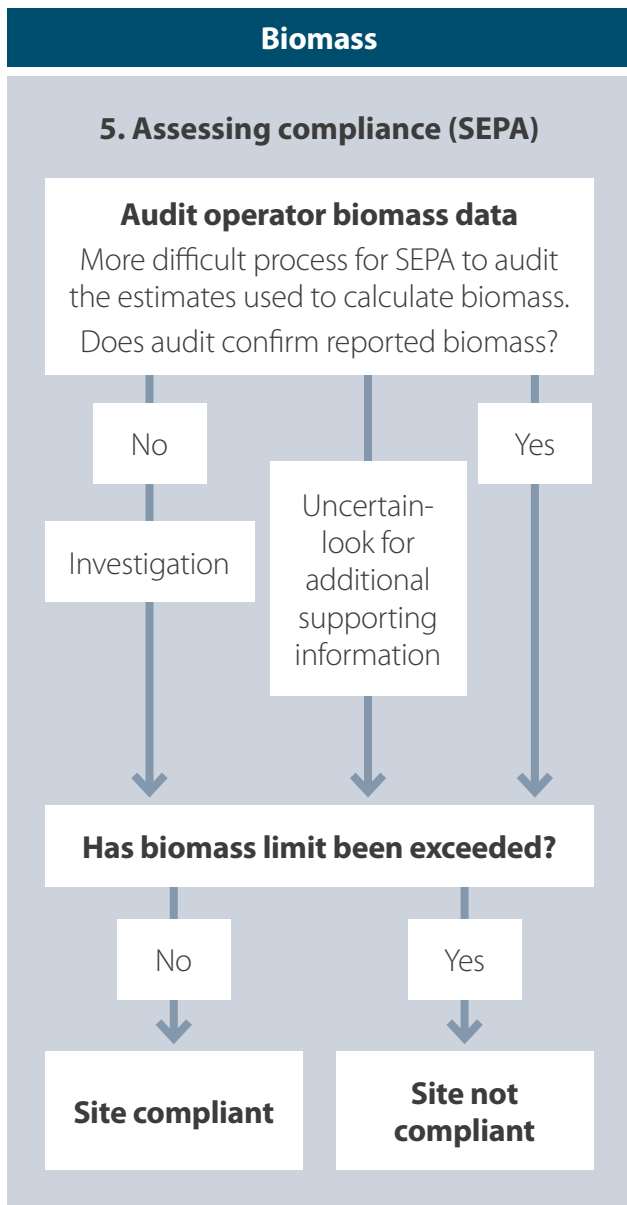 Biomass
5. Assessing compliance (SEPA)
Audit operator biomass data
More difficult process for SEPA to audit
the estimates used to calculate biomass.
Does audit confirm reported biomass?
No
Yes
Investigation
Uncertain-
look for
additional
supporting
information
Has biomass limit been exceeded?
No
Yes
Site compliant
Site not
compliant